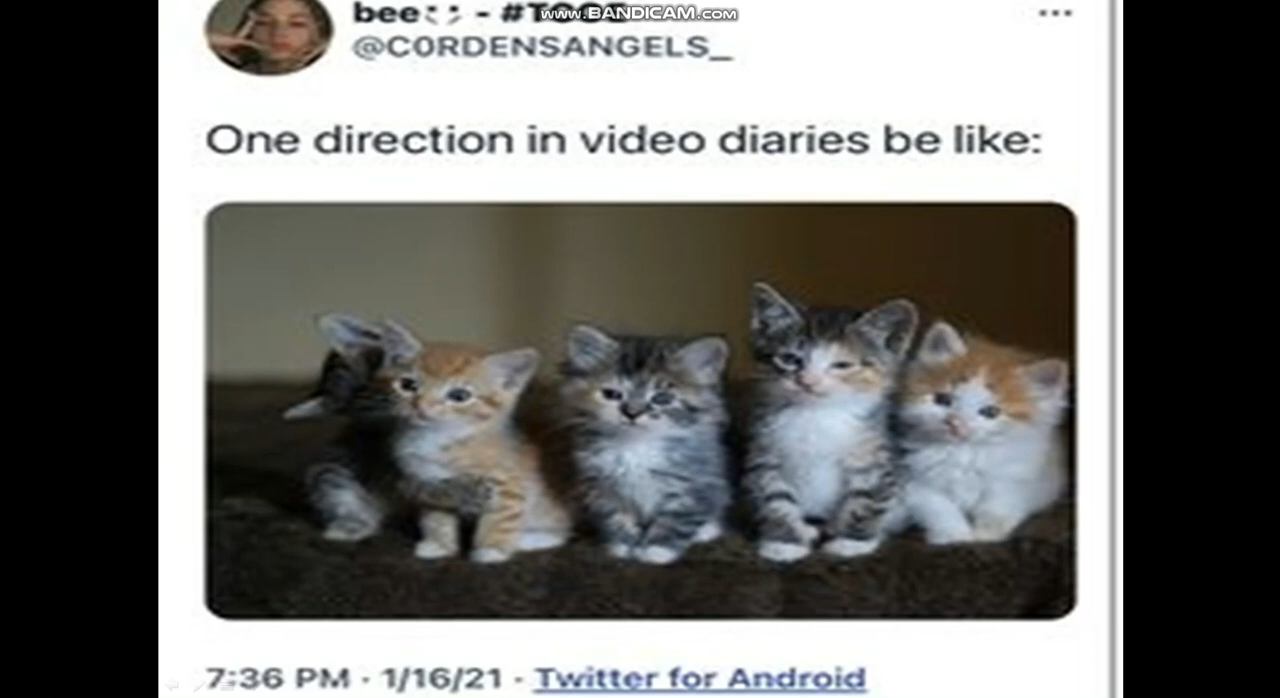 bee - #
www.BANDICAM.com
@C0RDENSANGELS_
One direction in video diaries be like:
7:36 PM · 1/16/21 · Twitter for Android